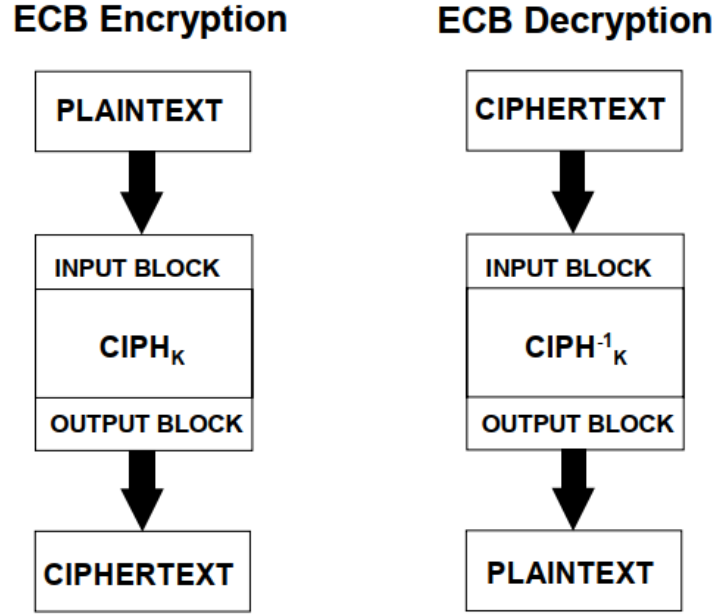 ECB Encryption
PLAINTEXT
INPUT BLOCK
CIPHK
OUTPUT BLOCK
CIPHERTEXT
ECB Decryption
CIPHERTEXT
INPUT BLOCK
CIPH-1K
OUTPUT BLOCK
PLAINTEXT